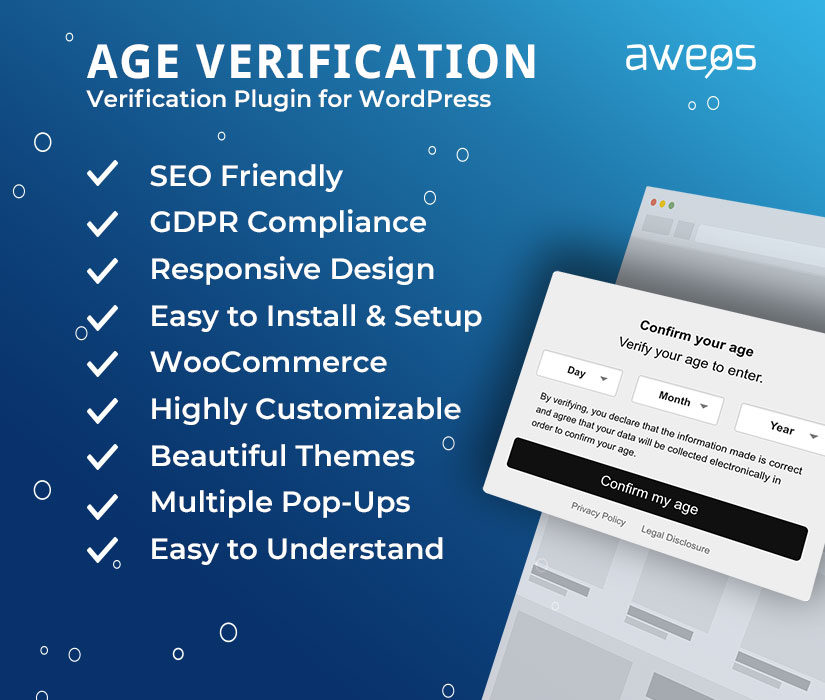 AGE VERIFICATION
Verification Plugin for WordPress
aweos
SEO Friendly
GDPR Compliance
Responsive Design
Easy to Install & Setup
WooCommerce
Highly Customizable
Beautiful Themes
Multiple Pop-Ups
Easy to Understand
Confirm your age
Verify your age to enter.
Day
Month
Year
By verifying, you declare that the information made is correct
and agree that your data will be collected electronically in
order to confirm your age.
Confirm my age
Privacy Policy
Legal Disclosure